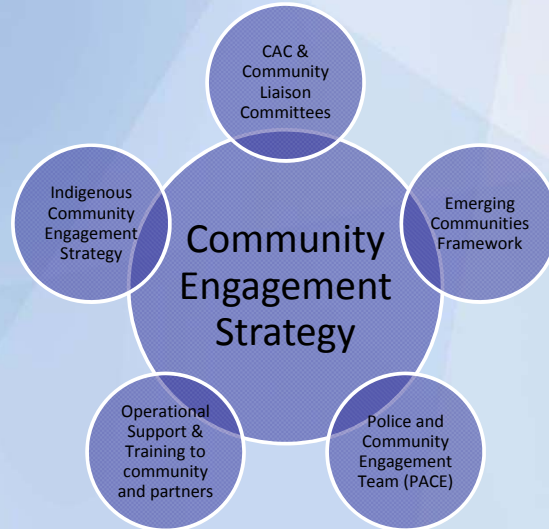 CAC &
Community
Liaison
Committees
Indigenous
Community
Engagement
Strategy
Emerging
Communities
Framework
Community
Engagement
Strategy
Operational
Support &
Training to
community
and partners
Police and
Community
Engagement
Team (PACE)